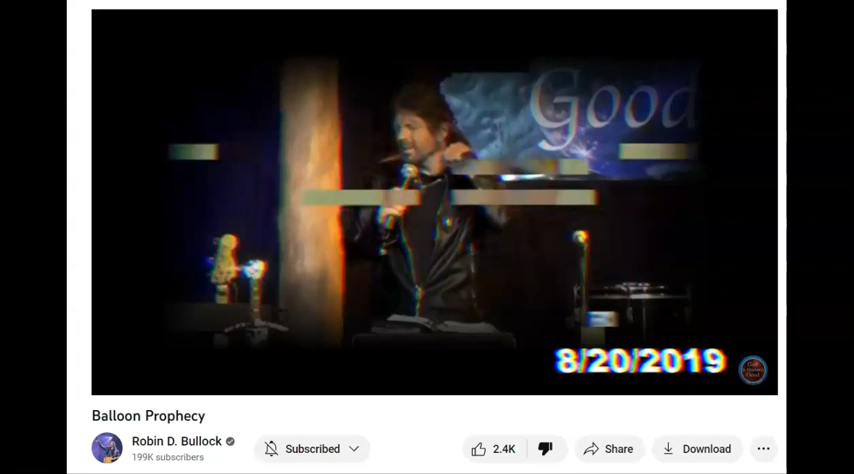 Good
8/20/2019
Balloon Prophecy
Robin D. Bullock
199K subscribers
Subscribed
2.4K
Share
Download